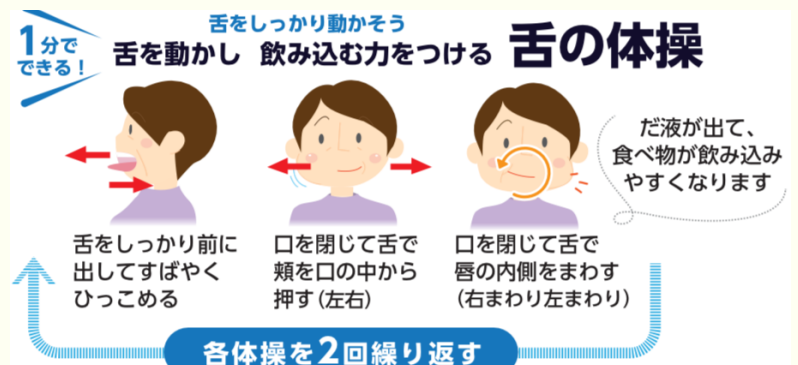 1分で
できる！
舌をしっかり動かそう
舌を動かし 飲み込む力をつける 舌の体操
だ液が出て、
食べ物が飲み込み
やすくなります
舌をしっかり前に
出してすばやく
ひっこめる
口を閉じて舌で
頬を口の中から
押す（左右）
口を閉じて舌で
唇の内側をまわす
（右まわり左まわり）
各体操を2回繰り返す